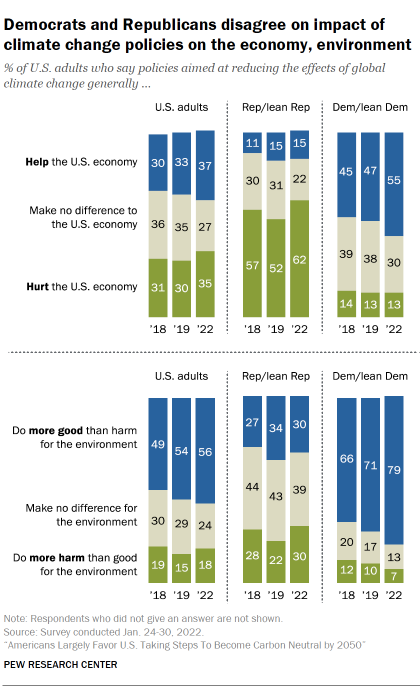 Democrats and Republicans disagree on impact of
climate change policies on the economy, environment
% of U.S. adults who say policies aimed at reducing the effects of global
climate change generally ...
U.S. adults Rep/lean Rep Dem/lean Dem
Help the U.S. economy 30 33 37 11 15 15 45 47 55
Make no difference to
the U.S. economy 36 35 27 30 31 22 39 38 30
Hurt the U.S. economy 31 30 35 57 52 62 14 13 13
'18 '19 '22 '18 '19 '22 '18 '19 '22
U.S. adults Rep/lean Rep Dem/lean Dem
Do more good than harm
for the environment 49 54 56 27 34 30 66 71 79
Make no difference for
the environment 30 29 24 44 43 39 20 17 13
Do more harm than good
for the environment 19 15 18 28 22 30 12 10 7
'18 '19 '22 '18 '19 '22 '18 '19 '22
Note: Respondents who did not give an answer are not shown.
Source: Survey conducted Jan. 24-30, 2022.
"Americans Largely Favor U.S. Taking Steps To Become Carbon Neutral by 2050"
PEW RESEARCH CENTER